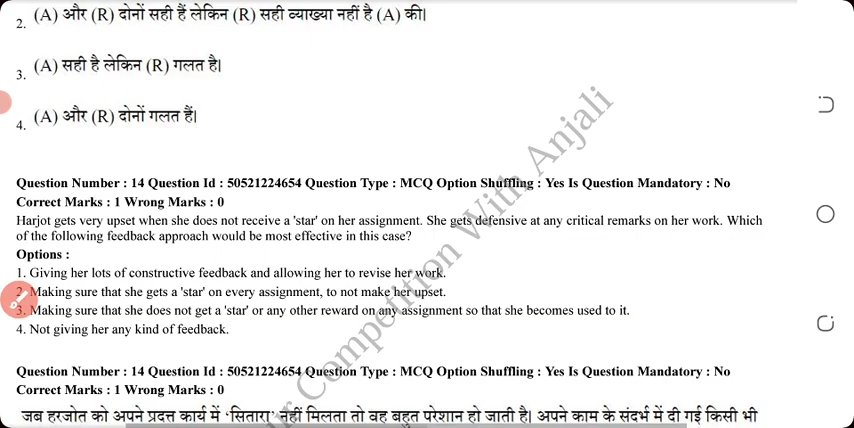 2. (A) और (R) दोनों सही हैं लेकिन (R) सही व्याख्या नहीं है (A) की।
3. (A) सही है लेकिन (R) गलत है।
4. (A) और (R) दोनों गलत हैं।
Question Number : 14 Question Id : 50521224654 Question Type : MCQ Option Shuffling : Yes Is Question Mandatory : No
Correct Marks : 1 Wrong Marks : 0
Harjot gets very upset when she does not receive a 'star' on her assignment. She gets defensive at any critical remarks on her work. Which
of the following feedback approach would be most effective in this case?
Options :
1. Giving her lots of constructive feedback and allowing her to revise her work.
2. Making sure that she gets a 'star' on every assignment, to not make her upset.
3. Making sure that she does not get a 'star' or any other reward on any assignment so that she becomes used to it.
4. Not giving her any kind of feedback.
Question Number : 14 Question Id : 50521224654 Question Type : MCQ Option Shuffling : Yes Is Question Mandatory : No
Correct Marks : 1 Wrong Marks : 0
जब हरजोत को अपने प्रदत्त कार्य में 'सितारा' नहीं मिलता तो वह बहुत परेशान हो जाती है। अपने काम के संदर्भ में दी गई किसी भी
Competition With Anjali